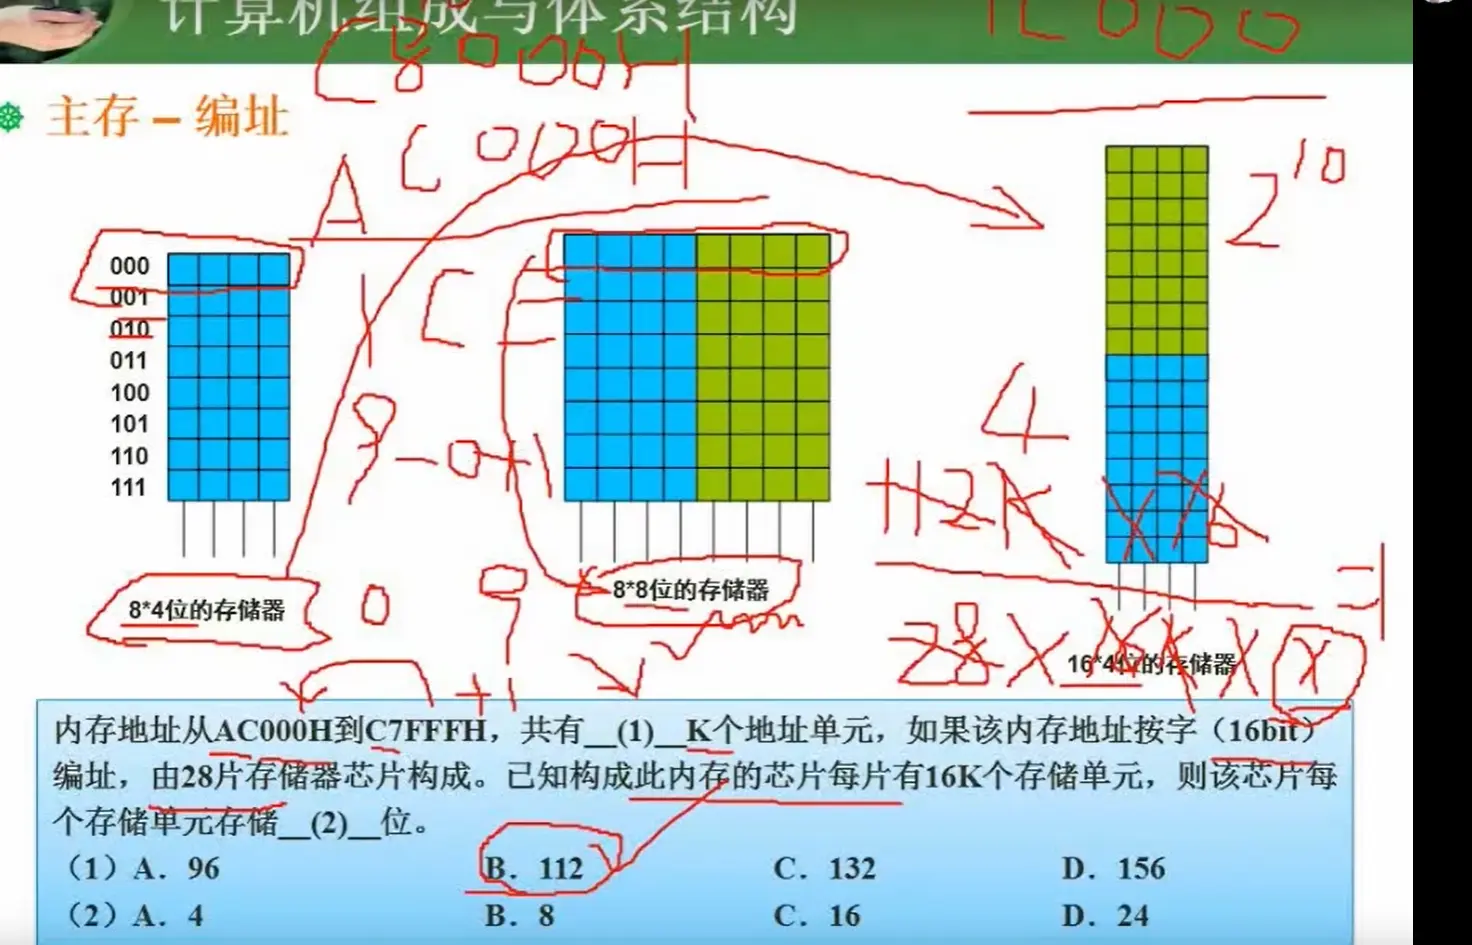 计算机组成与体系结构
1C000
C8000H
主存－编址
C000H
A
2¹⁰
000
001
010
011
100
101
110
111
4
112K × 16
8*4位的存储器
8*8位的存储器
= 1
28 × 16K × X
16*4位的存储器
内存地址从AC000H到C7FFFH，共有__(1)__K个地址单元，如果该内存地址按字（16bit）
编址，由28片存储器芯片构成。已知构成此内存的芯片每片有16K个存储单元，则该芯片每
个存储单元存储__(2)__位。
（1）A．96 B．112 C．132 D．156
（2）A．4 B．8 C．16 D．24